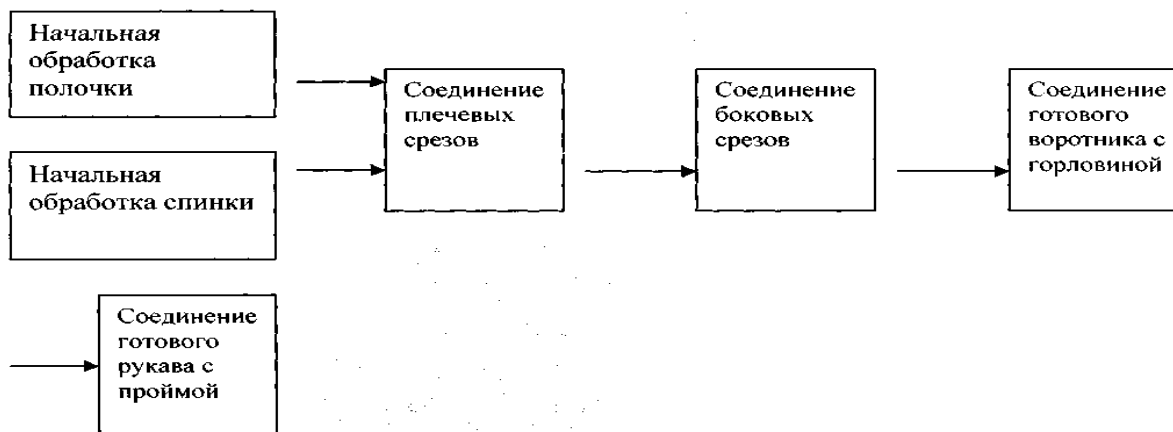 Начальная
обработка
полочки
Начальная
обработка спинки
Соединение
плечевых
срезов
Соединение
боковых
срезов
Соединение
готового
воротника с
горловиной
Соединение
готового
рукава с
проймой